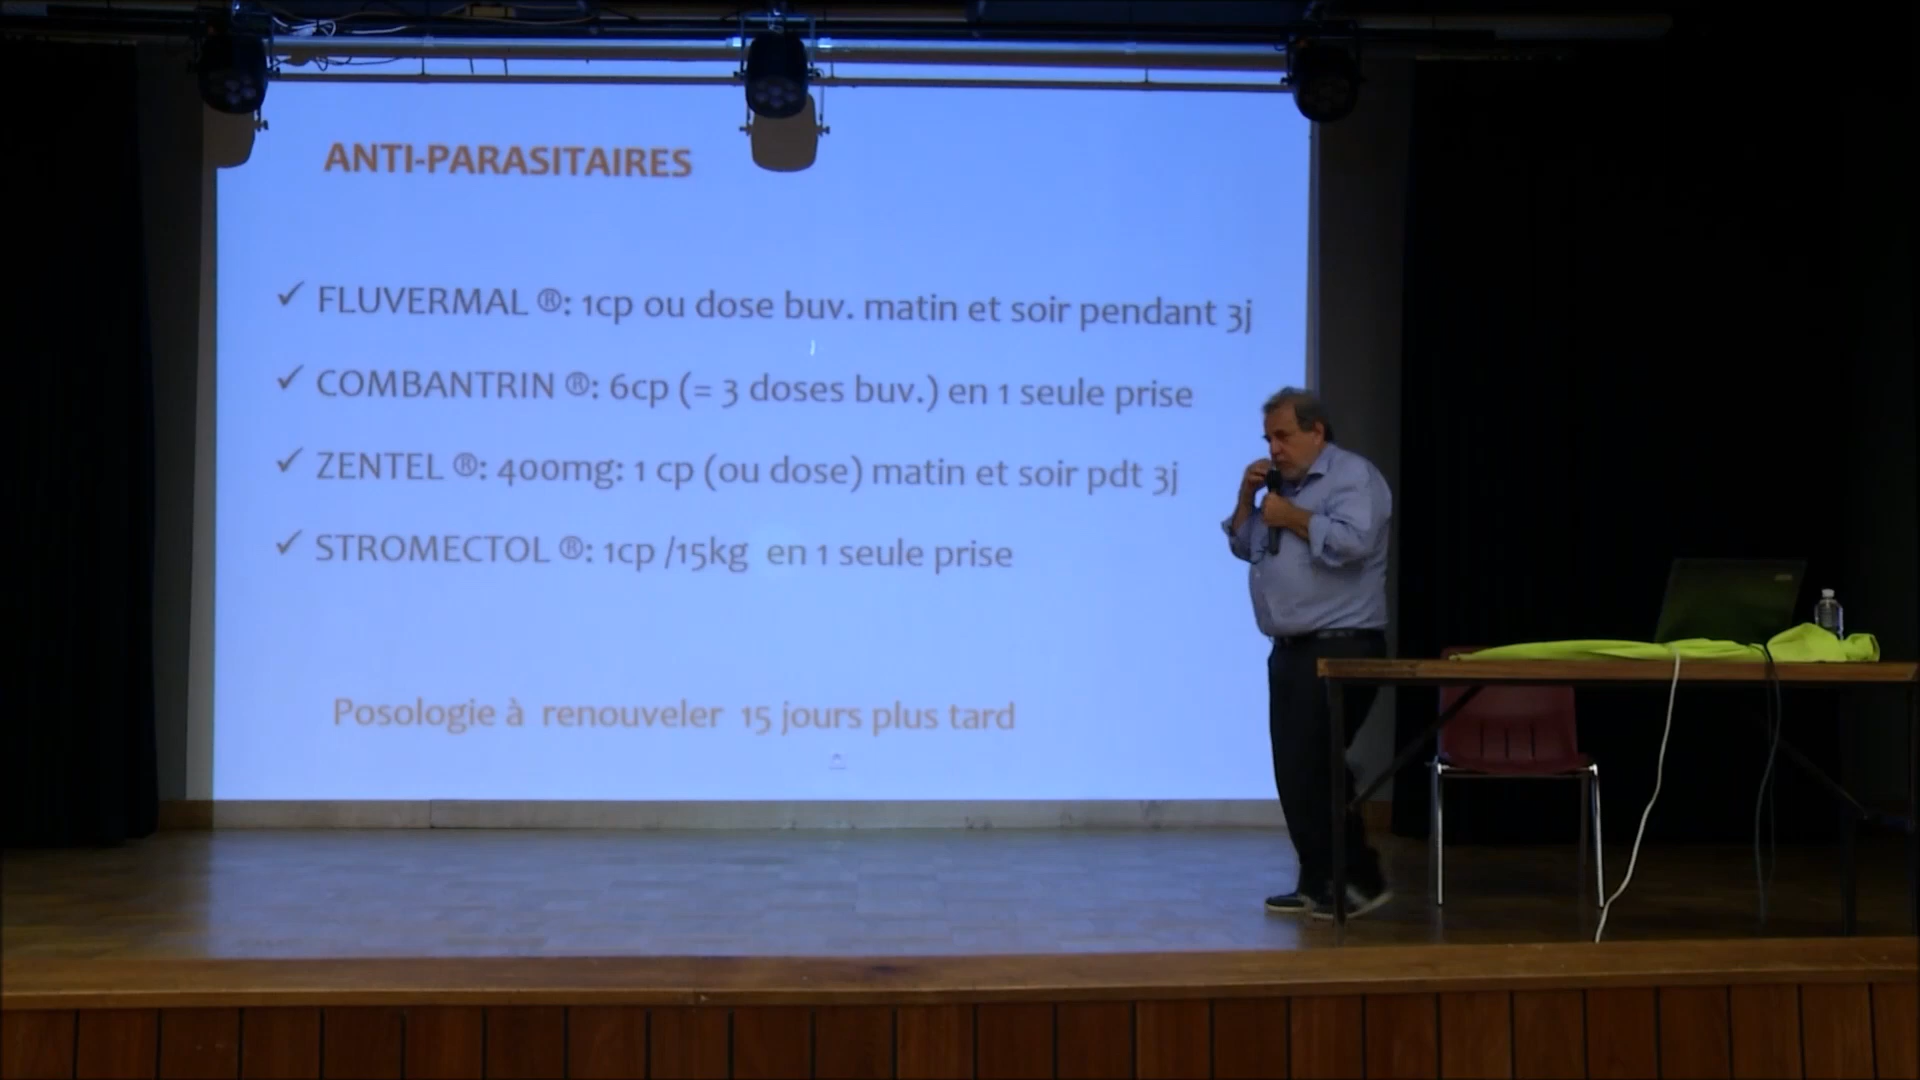 ANTI-PARASITAIRES
✓ FLUVERMAL ®: 1cp ou dose buv. matin et soir pendant 3j
✓ COMBANTRIN ®: 6cp (= 3 doses buv.) en 1 seule prise
✓ ZENTEL ®: 400mg: 1 cp (ou dose) matin et soir pdt 3j
✓ STROMECTOL ®: 1cp /15kg en 1 seule prise
Posologie à renouveler 15 jours plus tard